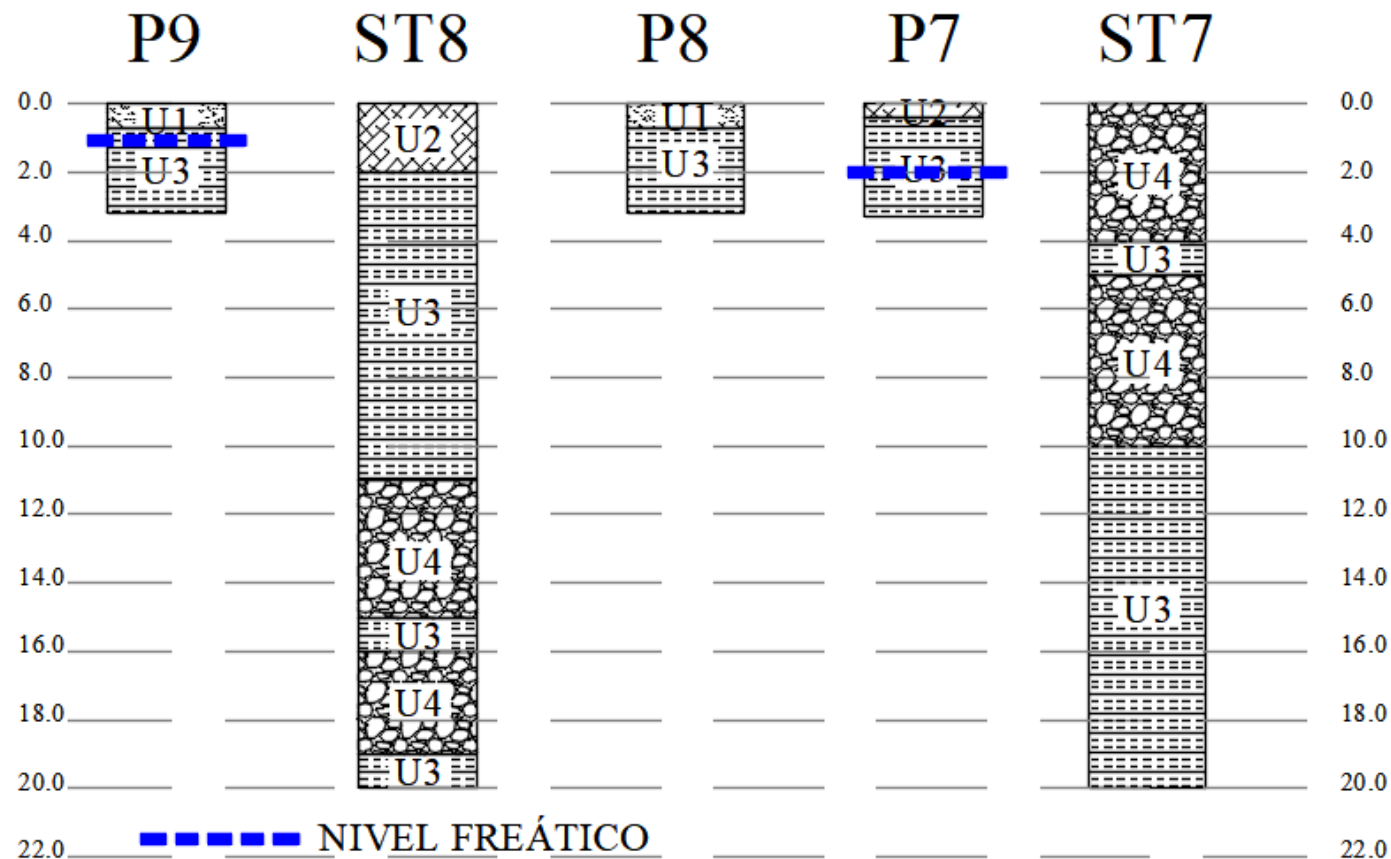 P9 ST8 P8 P7 ST7
0.0 U1 U2 U1 U2 0.0
2.0 U3 U3 U3 U4 2.0
4.0 U3 4.0
6.0 U3 6.0
8.0 U4 8.0
10.0 10.0
12.0 12.0
14.0 U4 14.0
16.0 U3 U3 16.0
18.0 U4 18.0
20.0 U3 20.0
NIVEL FREÁTICO
22.0 22.0